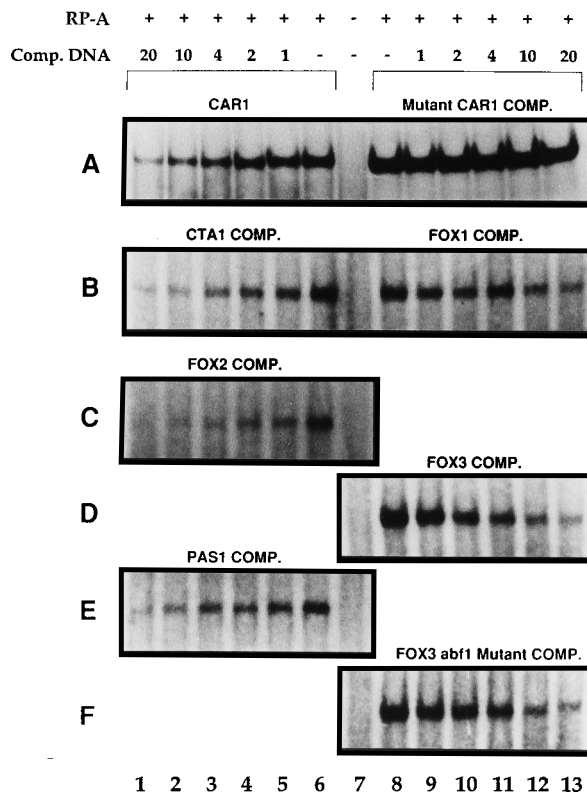 RP-A + + + + + + - + + + + + +
Comp. DNA 20 10 4 2 1 - - - 1 2 4 10 20
CAR1 Mutant CAR1 COMP.
A
CTA1 COMP. FOX1 COMP.
B
FOX2 COMP.
C
FOX3 COMP.
D
PAS1 COMP.
E
FOX3 abf1 Mutant COMP.
F
1 2 3 4 5 6 7 8 9 10 11 12 13